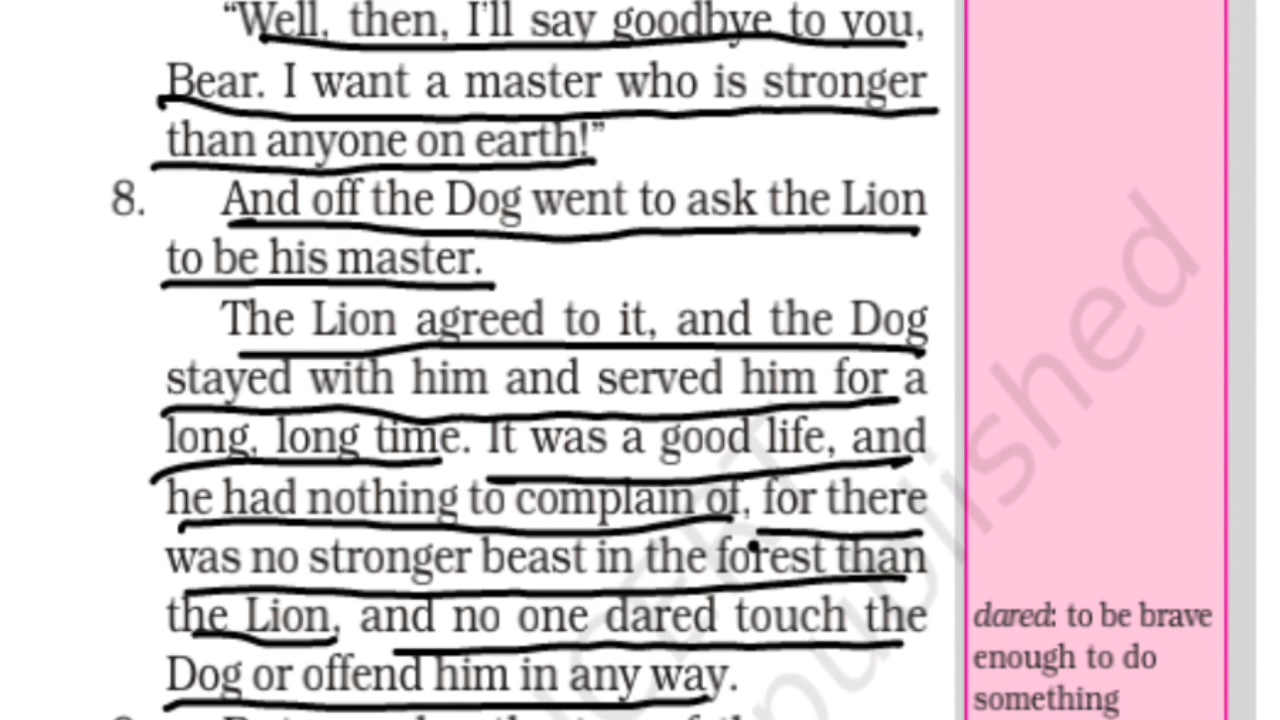 “Well, then, I’ll say goodbye to you,
Bear. I want a master who is stronger
than anyone on earth!”
8. And off the Dog went to ask the Lion
to be his master.
The Lion agreed to it, and the Dog
stayed with him and served him for a
long, long time. It was a good life, and
he had nothing to complain of, for there
was no stronger beast in the forest than
the Lion, and no one dared touch the
Dog or offend him in any way.
dared: to be brave
enough to do
something
NCERT
published